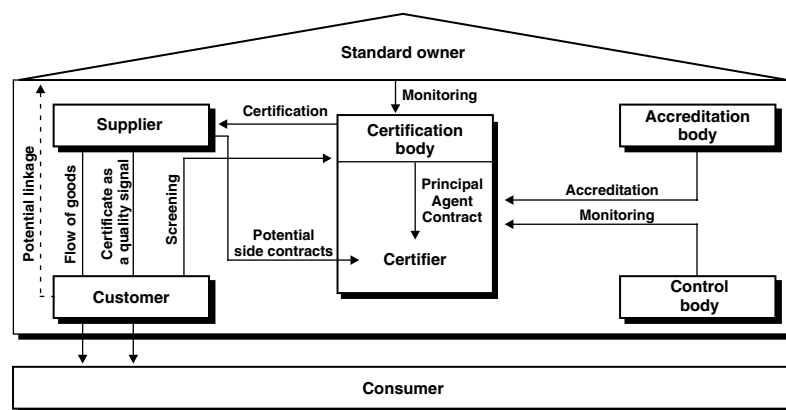 Standard owner
Monitoring
Certification
Supplier
Certification
body
Accreditation
body
Potential linkage
Flow of goods
Certificate as
a quality signal
Screening
Principal
Agent
Contract
Accreditation
Monitoring
Potential
side contracts
Certifier
Customer
Control
body
Consumer